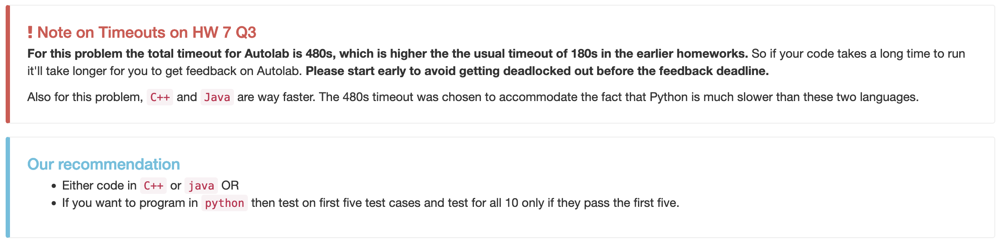 ! Note on Timeouts on HW 7 Q3
For this problem the total timeout for Autolab is 480s, which is higher the the usual timeout of 180s in the earlier homeworks. So if your code takes a long time to run
it'll take longer for you to get feedback on Autolab. Please start early to avoid getting deadlocked out before the feedback deadline.
Also for this problem, C++ and Java are way faster. The 480s timeout was chosen to accommodate the fact that Python is much slower than these two languages.
Our recommendation
• Either code in C++ or java OR
• If you want to program in python then test on first five test cases and test for all 10 only if they pass the first five.